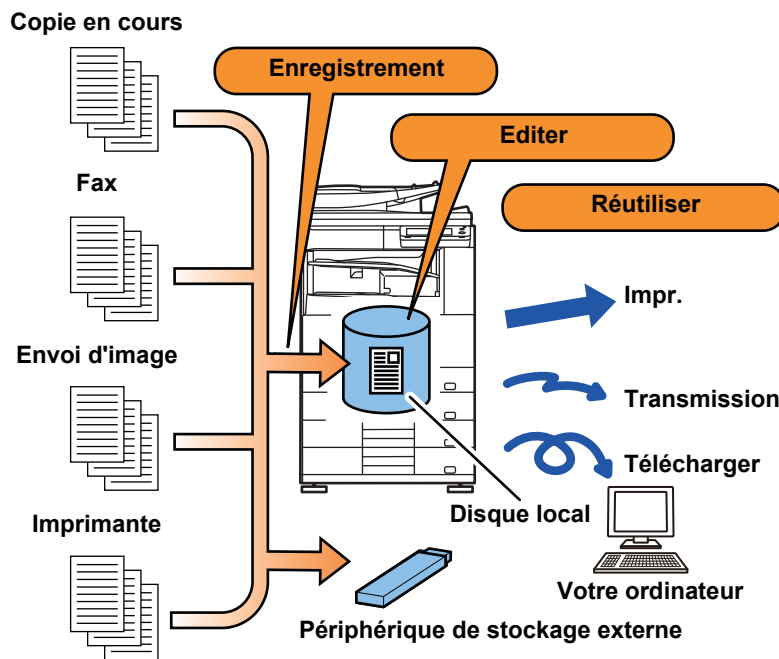 Copie en cours
Enregistrement
Editer
Fax
Réutiliser
Impr.
Envoi d'image
Transmission
Télécharger
Disque local
Imprimante
Votre ordinateur
Périphérique de stockage externe